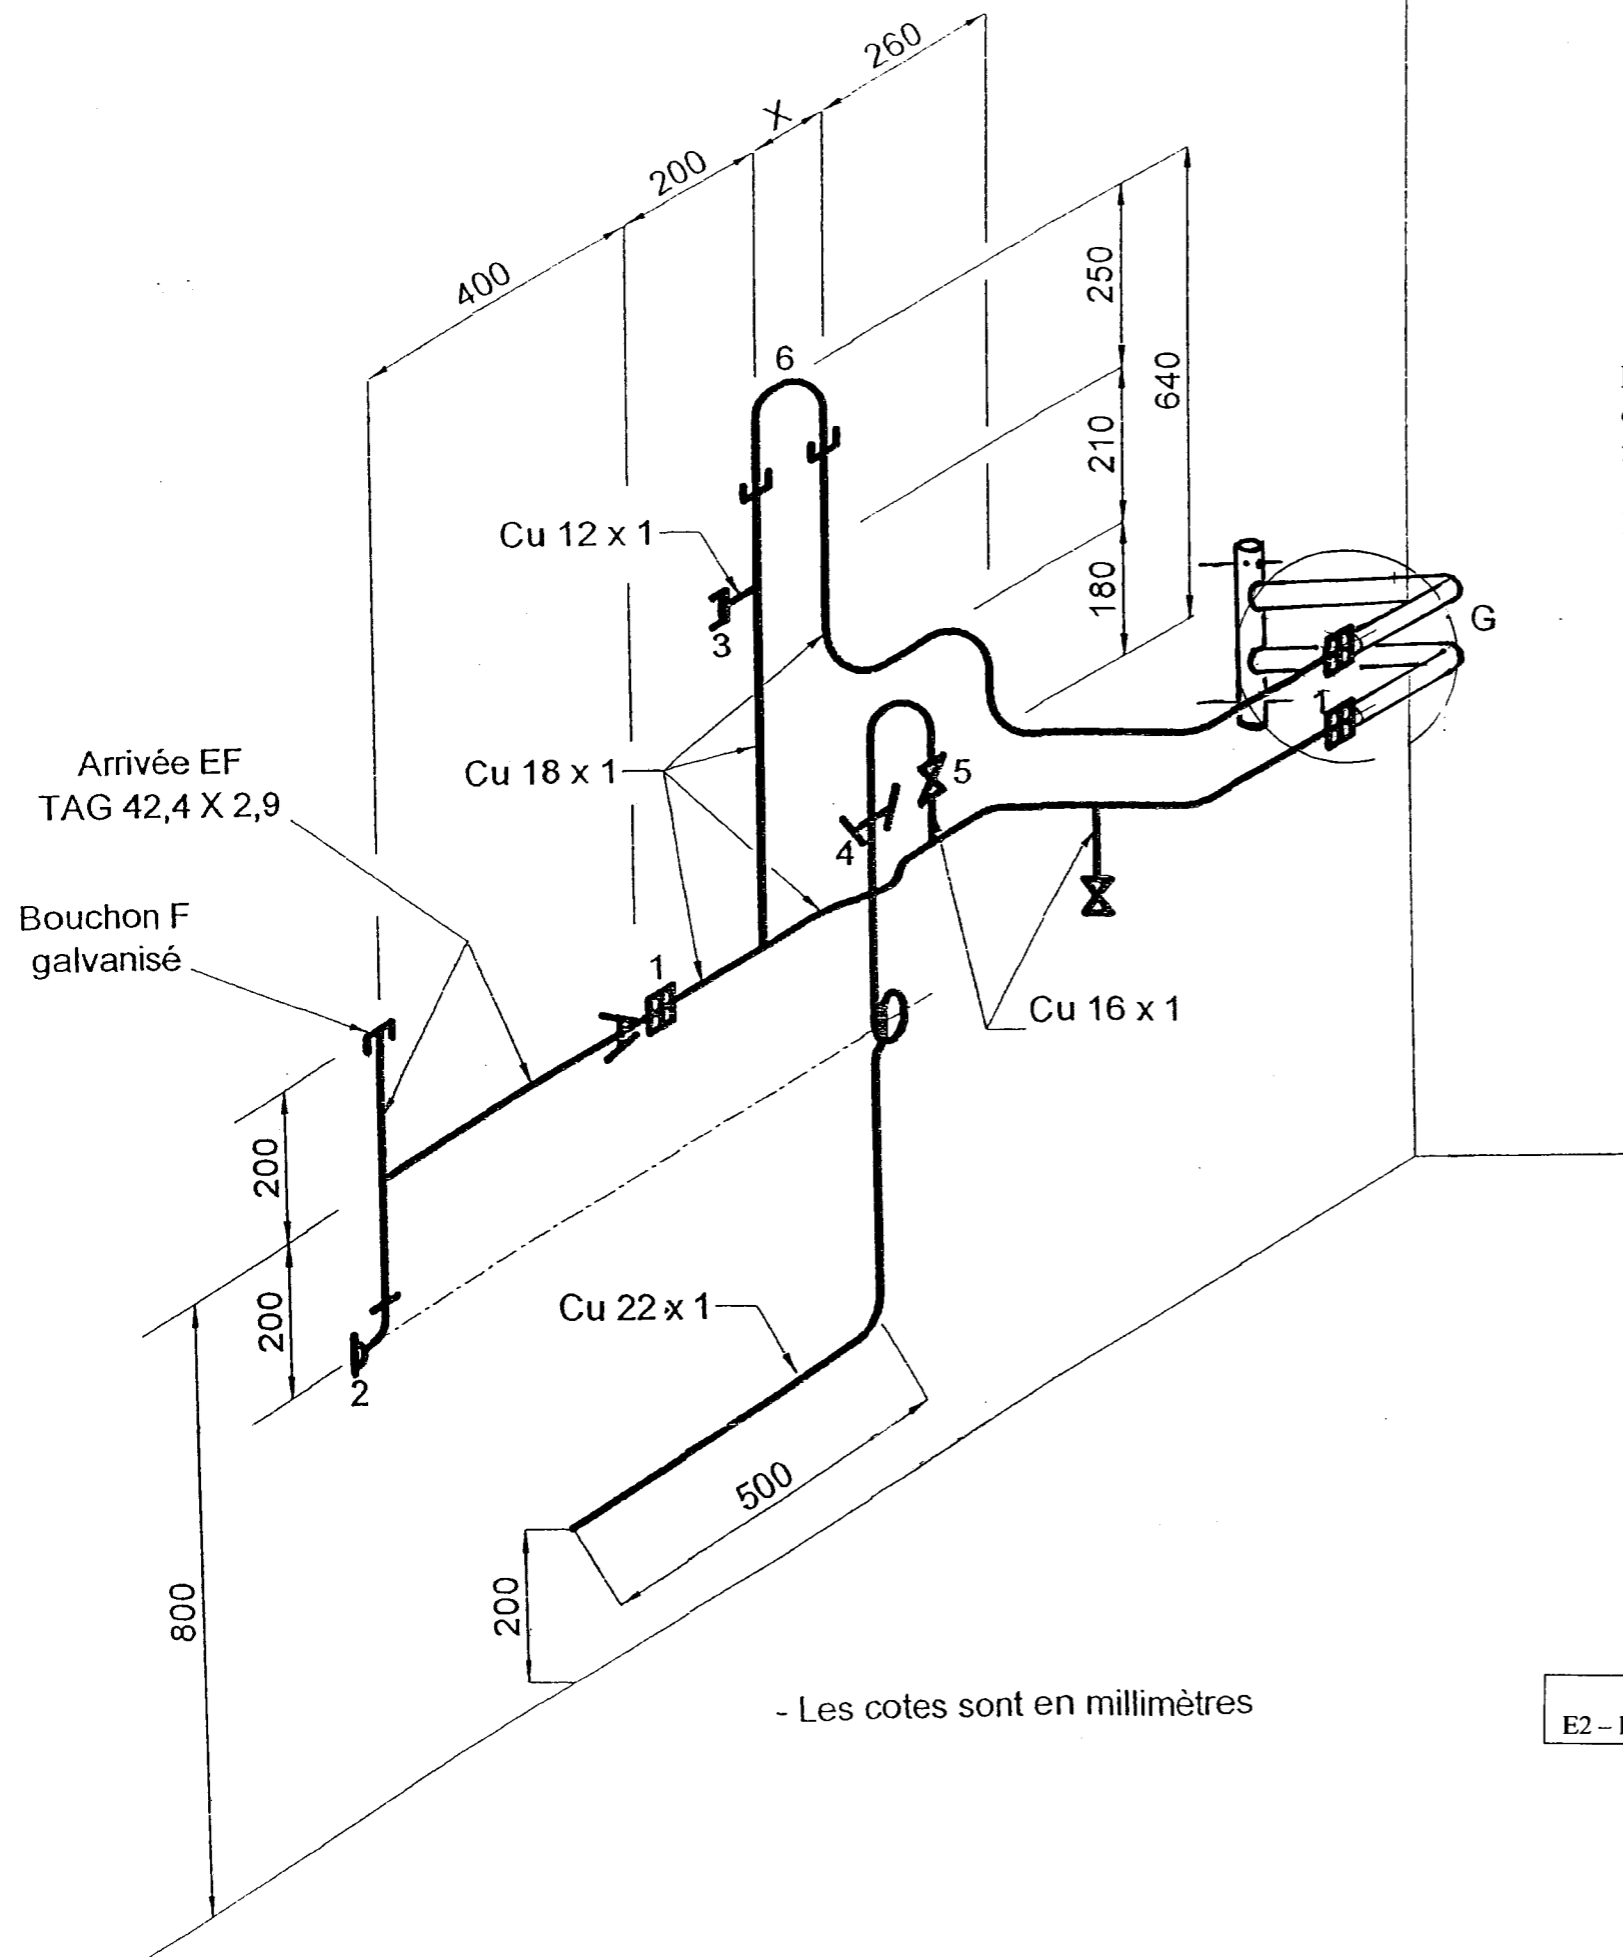 260
X
200
400
250
640
210
180
6
Cu 12 x 1
3
G
Arrivée EF
TAG 42,4 X 2,9
Cu 18 x 1
5
4
Bouchon F
galvanisé
1
Cu 16 x 1
200
200
Cu 22 x 1
2
500
200
800
- Les cotes sont en millimètres
E2 –